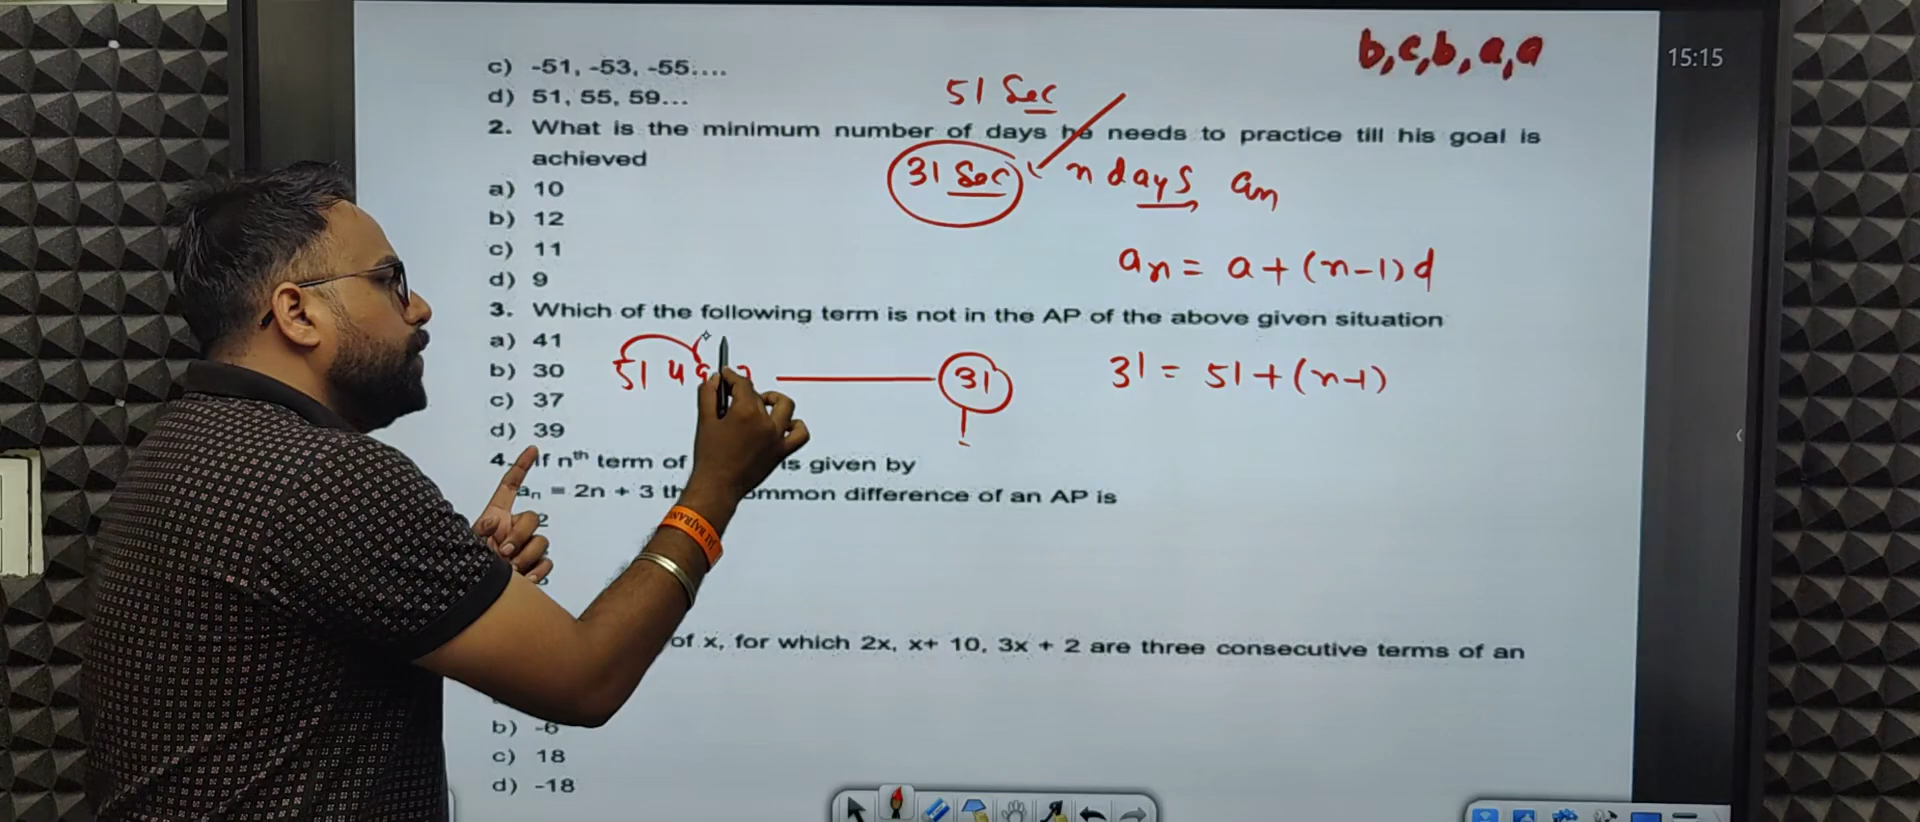 b, c, b, a, a
15:15
c) -51, -53, -55....
d) 51, 55, 59...
51 Sec
2. What is the minimum number of days he needs to practice till his goal is
achieved
31 Sec n days an
a) 10
b) 12
c) 11
d) 9
an = a + (n-1)d
3. Which of the following term is not in the AP of the above given situation
a) 41
b) 30
c) 37
d) 39
51 31
31 = 51 + (n-1)
4. If nth term of is given by
an = 2n + 3 common difference of an AP is
2
of x, for which 2x, x+ 10, 3x + 2 are three consecutive terms of an
b) -6
c) 18
d) -18